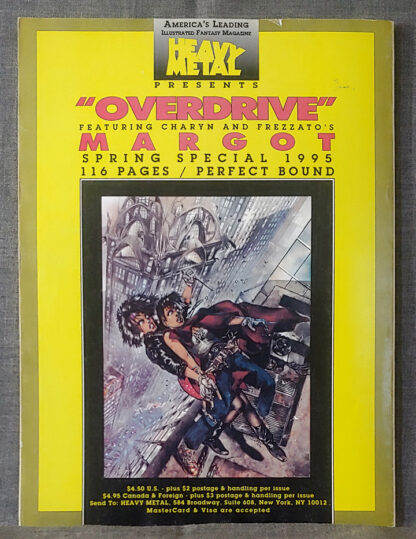 AMERICA'S LEADING
ILLUSTRATED FANTASY MAGAZINE
HEAVY
METAL
PRESENTS
"OVERDRIVE"
FEATURING CHARYN AND FREZZATO'S
MARGOT
SPRING SPECIAL 1995
116 PAGES / PERFECT BOUND
$4.50 U.S. - plus $2 postage & handling per issue
$4.95 Canada & Foreign - plus $3 postage & handling per issue
Send To: HEAVY METAL, 584 Broadway, Suite 608, New York, NY 10012
MasterCard & Visa are accepted